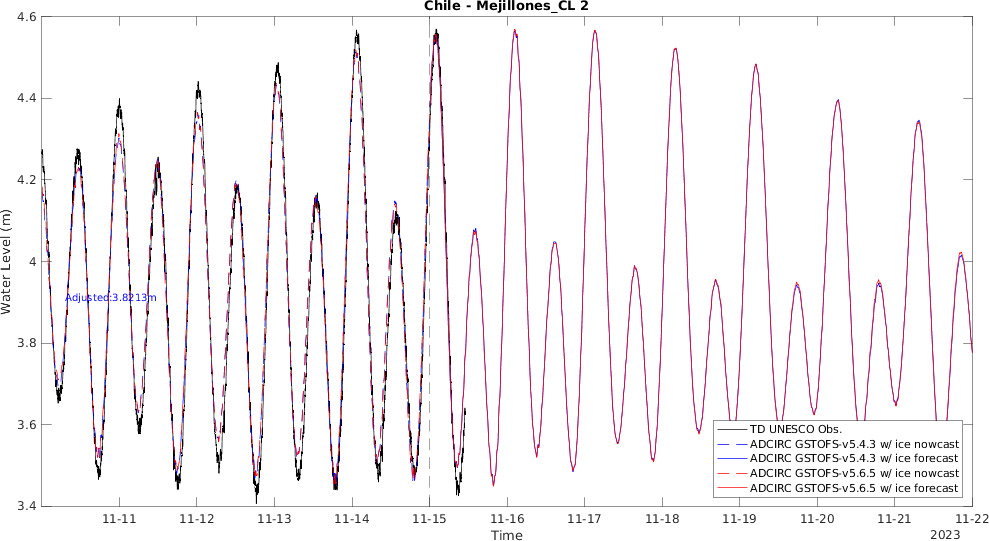 Chile - Mejillones_CL 2
4.6
4.4
4.2
4
3.8
3.6
3.4
Water Level (m)
Adjusted:3.8213m
TD UNESCO Obs.
ADCIRC GSTOFS-v5.4.3 w/ ice nowcast
ADCIRC GSTOFS-v5.4.3 w/ ice forecast
ADCIRC GSTOFS-v5.6.5 w/ ice nowcast
ADCIRC GSTOFS-v5.6.5 w/ ice forecast
11-11 11-12 11-13 11-14 11-15 11-16 11-17 11-18 11-19 11-20 11-21 11-22
Time
2023